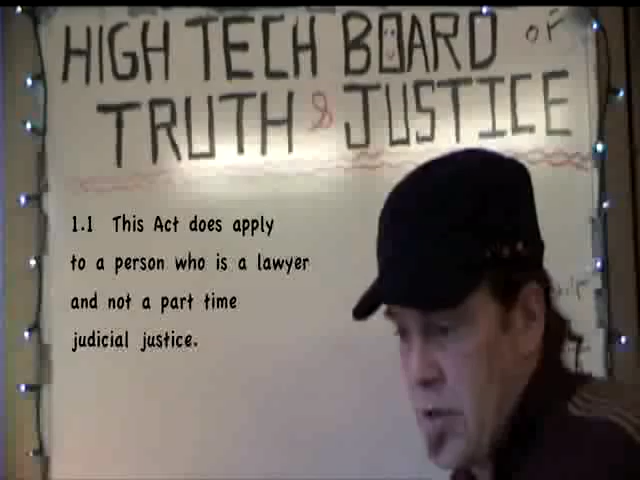 HIGH TECH BOARD OF
TRUTH & JUSTICE
1.1 This Act does apply
to a person who is a lawyer
and not a part time
judicial justice.